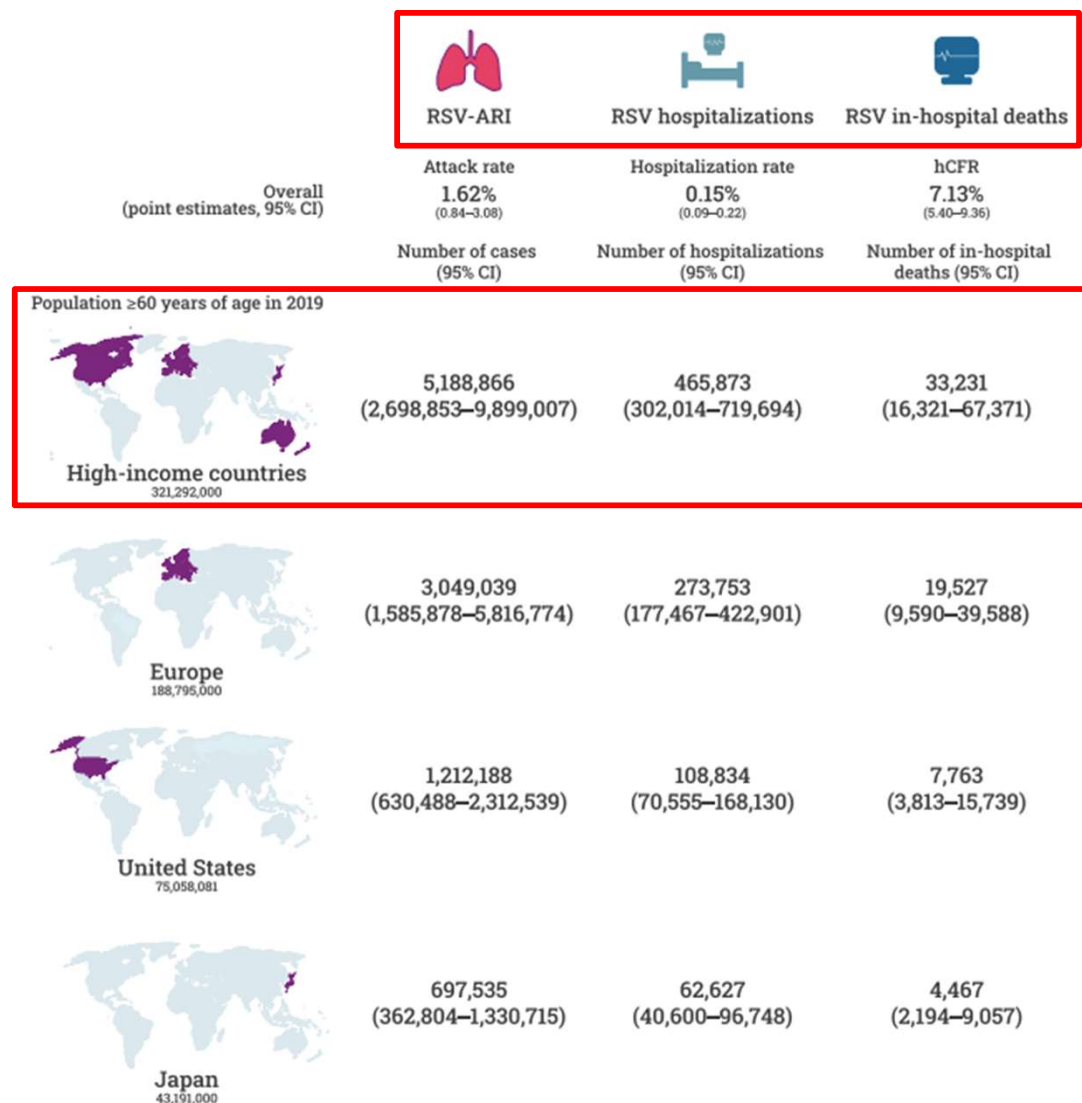 RSV-ARI RSV hospitalizations RSV in-hospital deaths
Attack rate Hospitalization rate hCFR
Overall 1.62% 0.15% 7.13%
(point estimates, 95% CI) (0.84–3.08) (0.09–0.22) (5.40–9.36)
Number of cases Number of hospitalizations Number of in-hospital
(95% CI) (95% CI) deaths (95% CI)
Population ≥60 years of age in 2019
5,188,866 465,873 33,231
(2,698,853–9,899,007) (302,014–719,694) (16,321–67,371)
High-income countries
321,292,000
3,049,039 273,753 19,527
(1,585,878–5,816,774) (177,467–422,901) (9,590–39,588)
Europe
188,795,000
1,212,188 108,834 7,763
(630,488–2,312,539) (70,555–168,130) (3,813–15,739)
United States
75,058,081
697,535 62,627 4,467
(362,804–1,330,715) (40,600–96,748) (2,194–9,057)
Japan
43,191,000